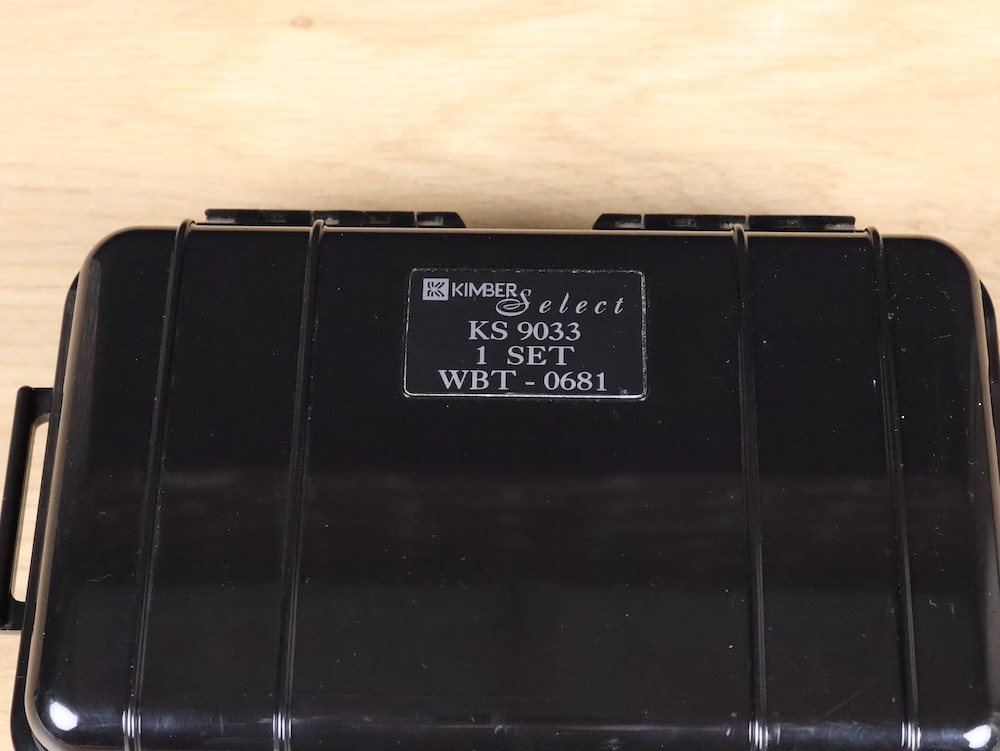 KIMBER Select
KS 9033
1 SET
WBT - 0681